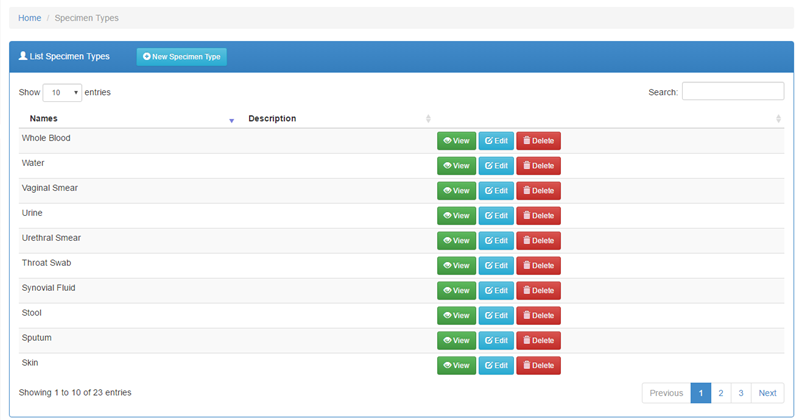 Home / Specimen Types
List Specimen Types New Specimen Type
Show 10 entries Search:
Names Description
Whole Blood View Edit Delete
Water View Edit Delete
Vaginal Smear View Edit Delete
Urine View Edit Delete
Urethral Smear View Edit Delete
Throat Swab View Edit Delete
Synovial Fluid View Edit Delete
Stool View Edit Delete
Sputum View Edit Delete
Skin View Edit Delete
Showing 1 to 10 of 23 entries Previous 1 2 3 Next